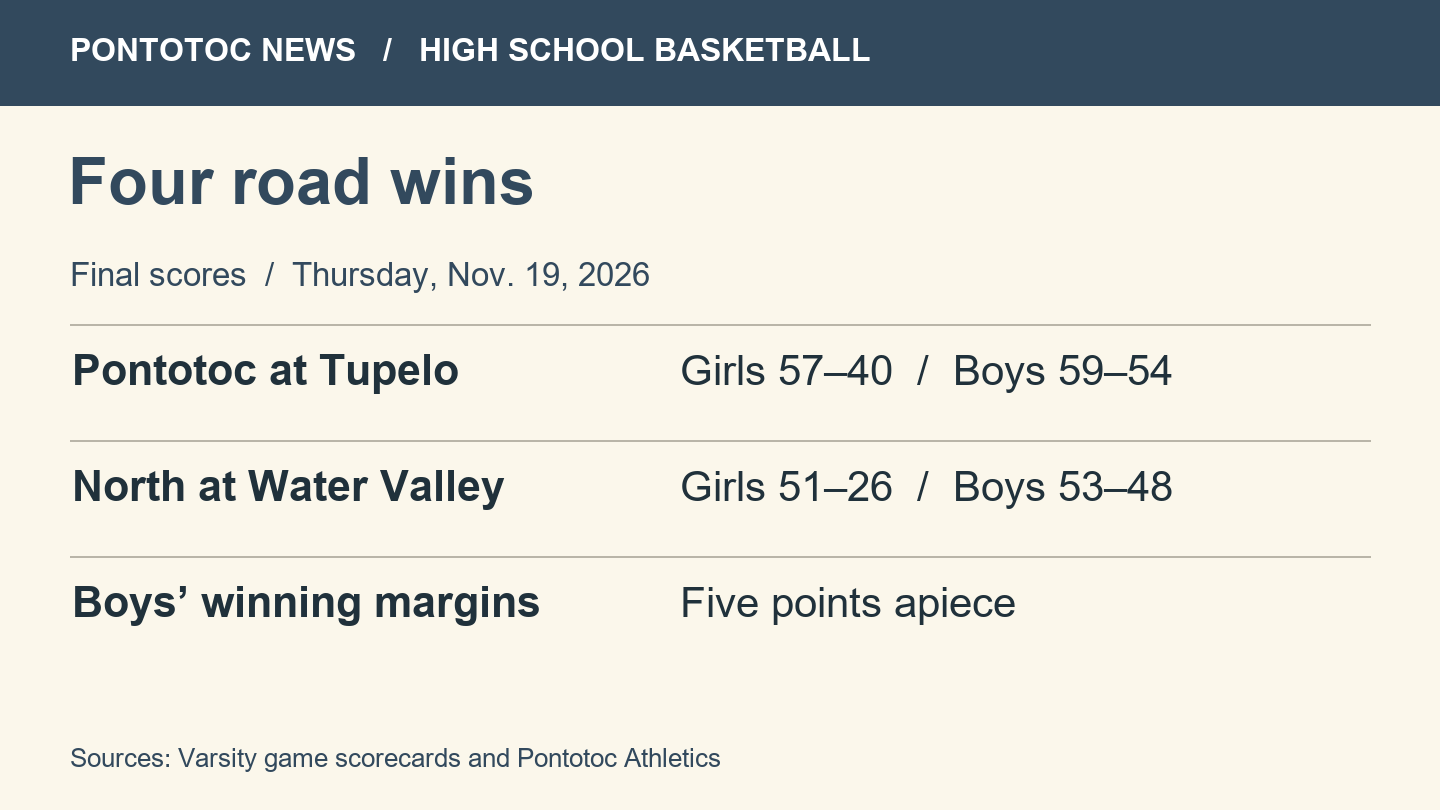 PONTOTOC NEWS / HIGH SCHOOL BASKETBALL
Four road wins
Final scores / Thursday, Nov. 19, 2026
Pontotoc at Tupelo Girls 57–40 / Boys 59–54
North at Water Valley Girls 51–26 / Boys 53–48
Boys’ winning margins Five points apiece
Sources: Varsity game scorecards and Pontotoc Athletics